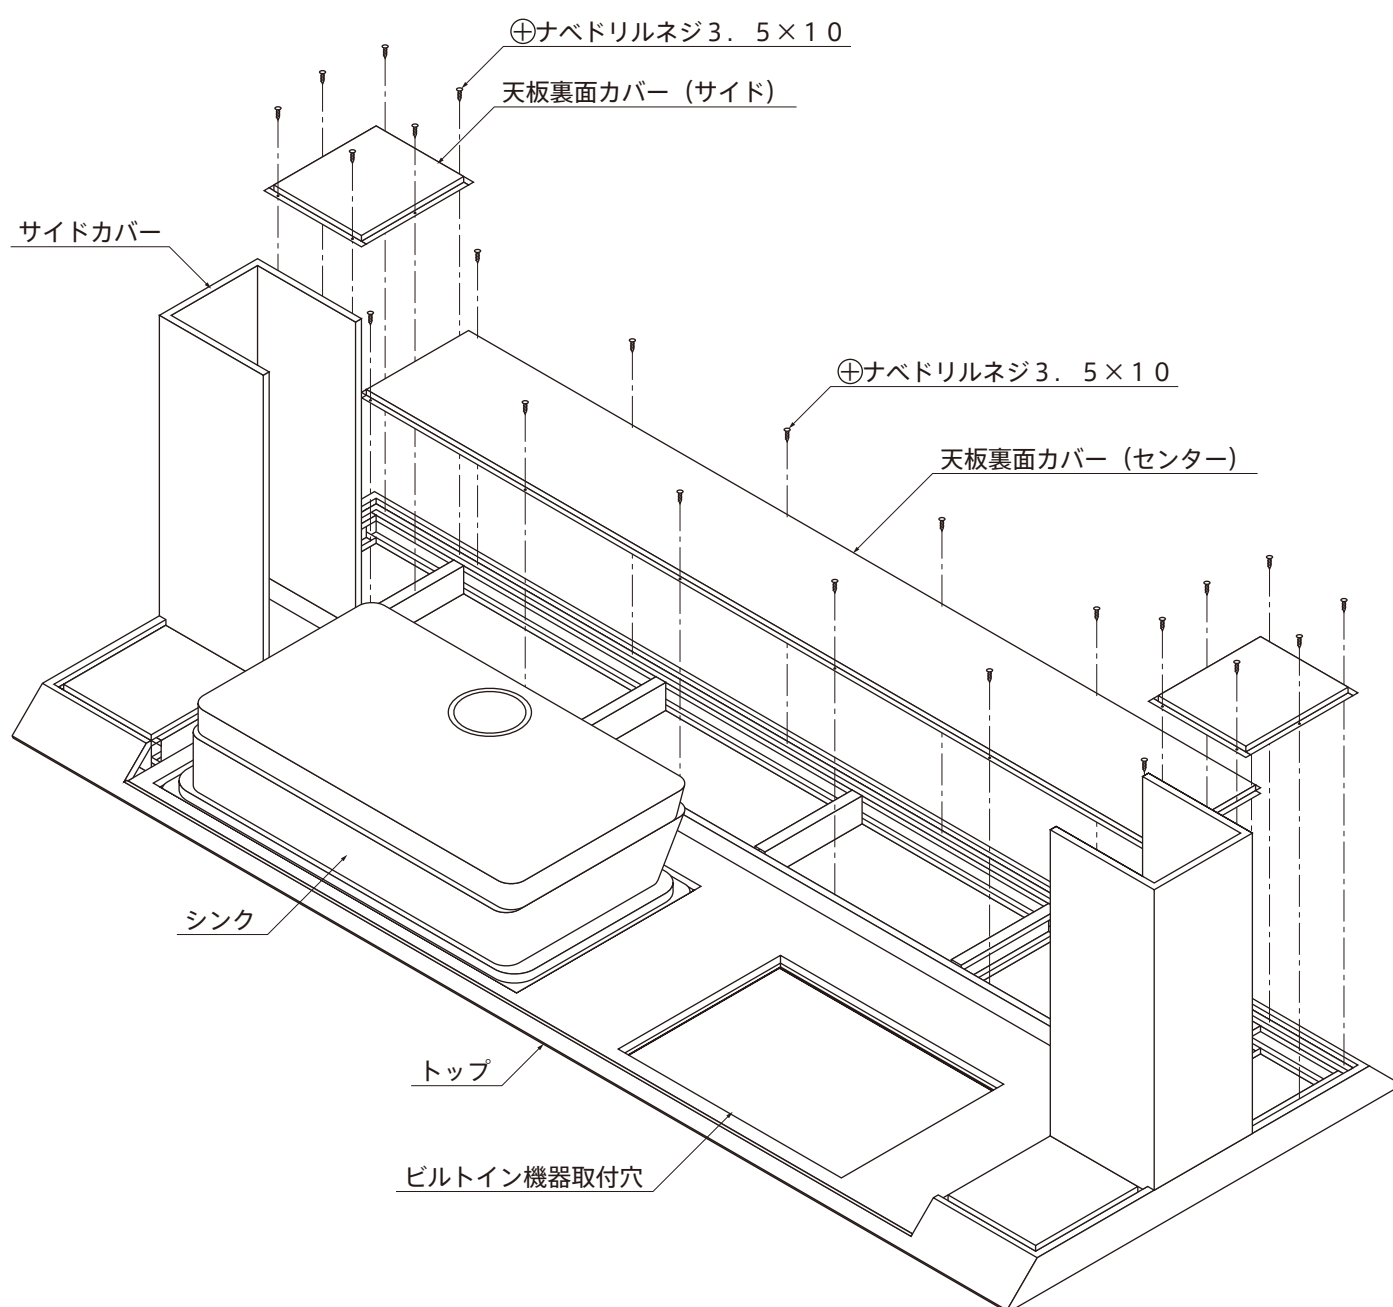 ⊕ナベドリルネジ３．５×１０
天板裏面カバー（サイド）
サイドカバー
⊕ナベドリルネジ３．５×１０
天板裏面カバー（センター）
シンク
トップ
ビルトイン機器取付穴